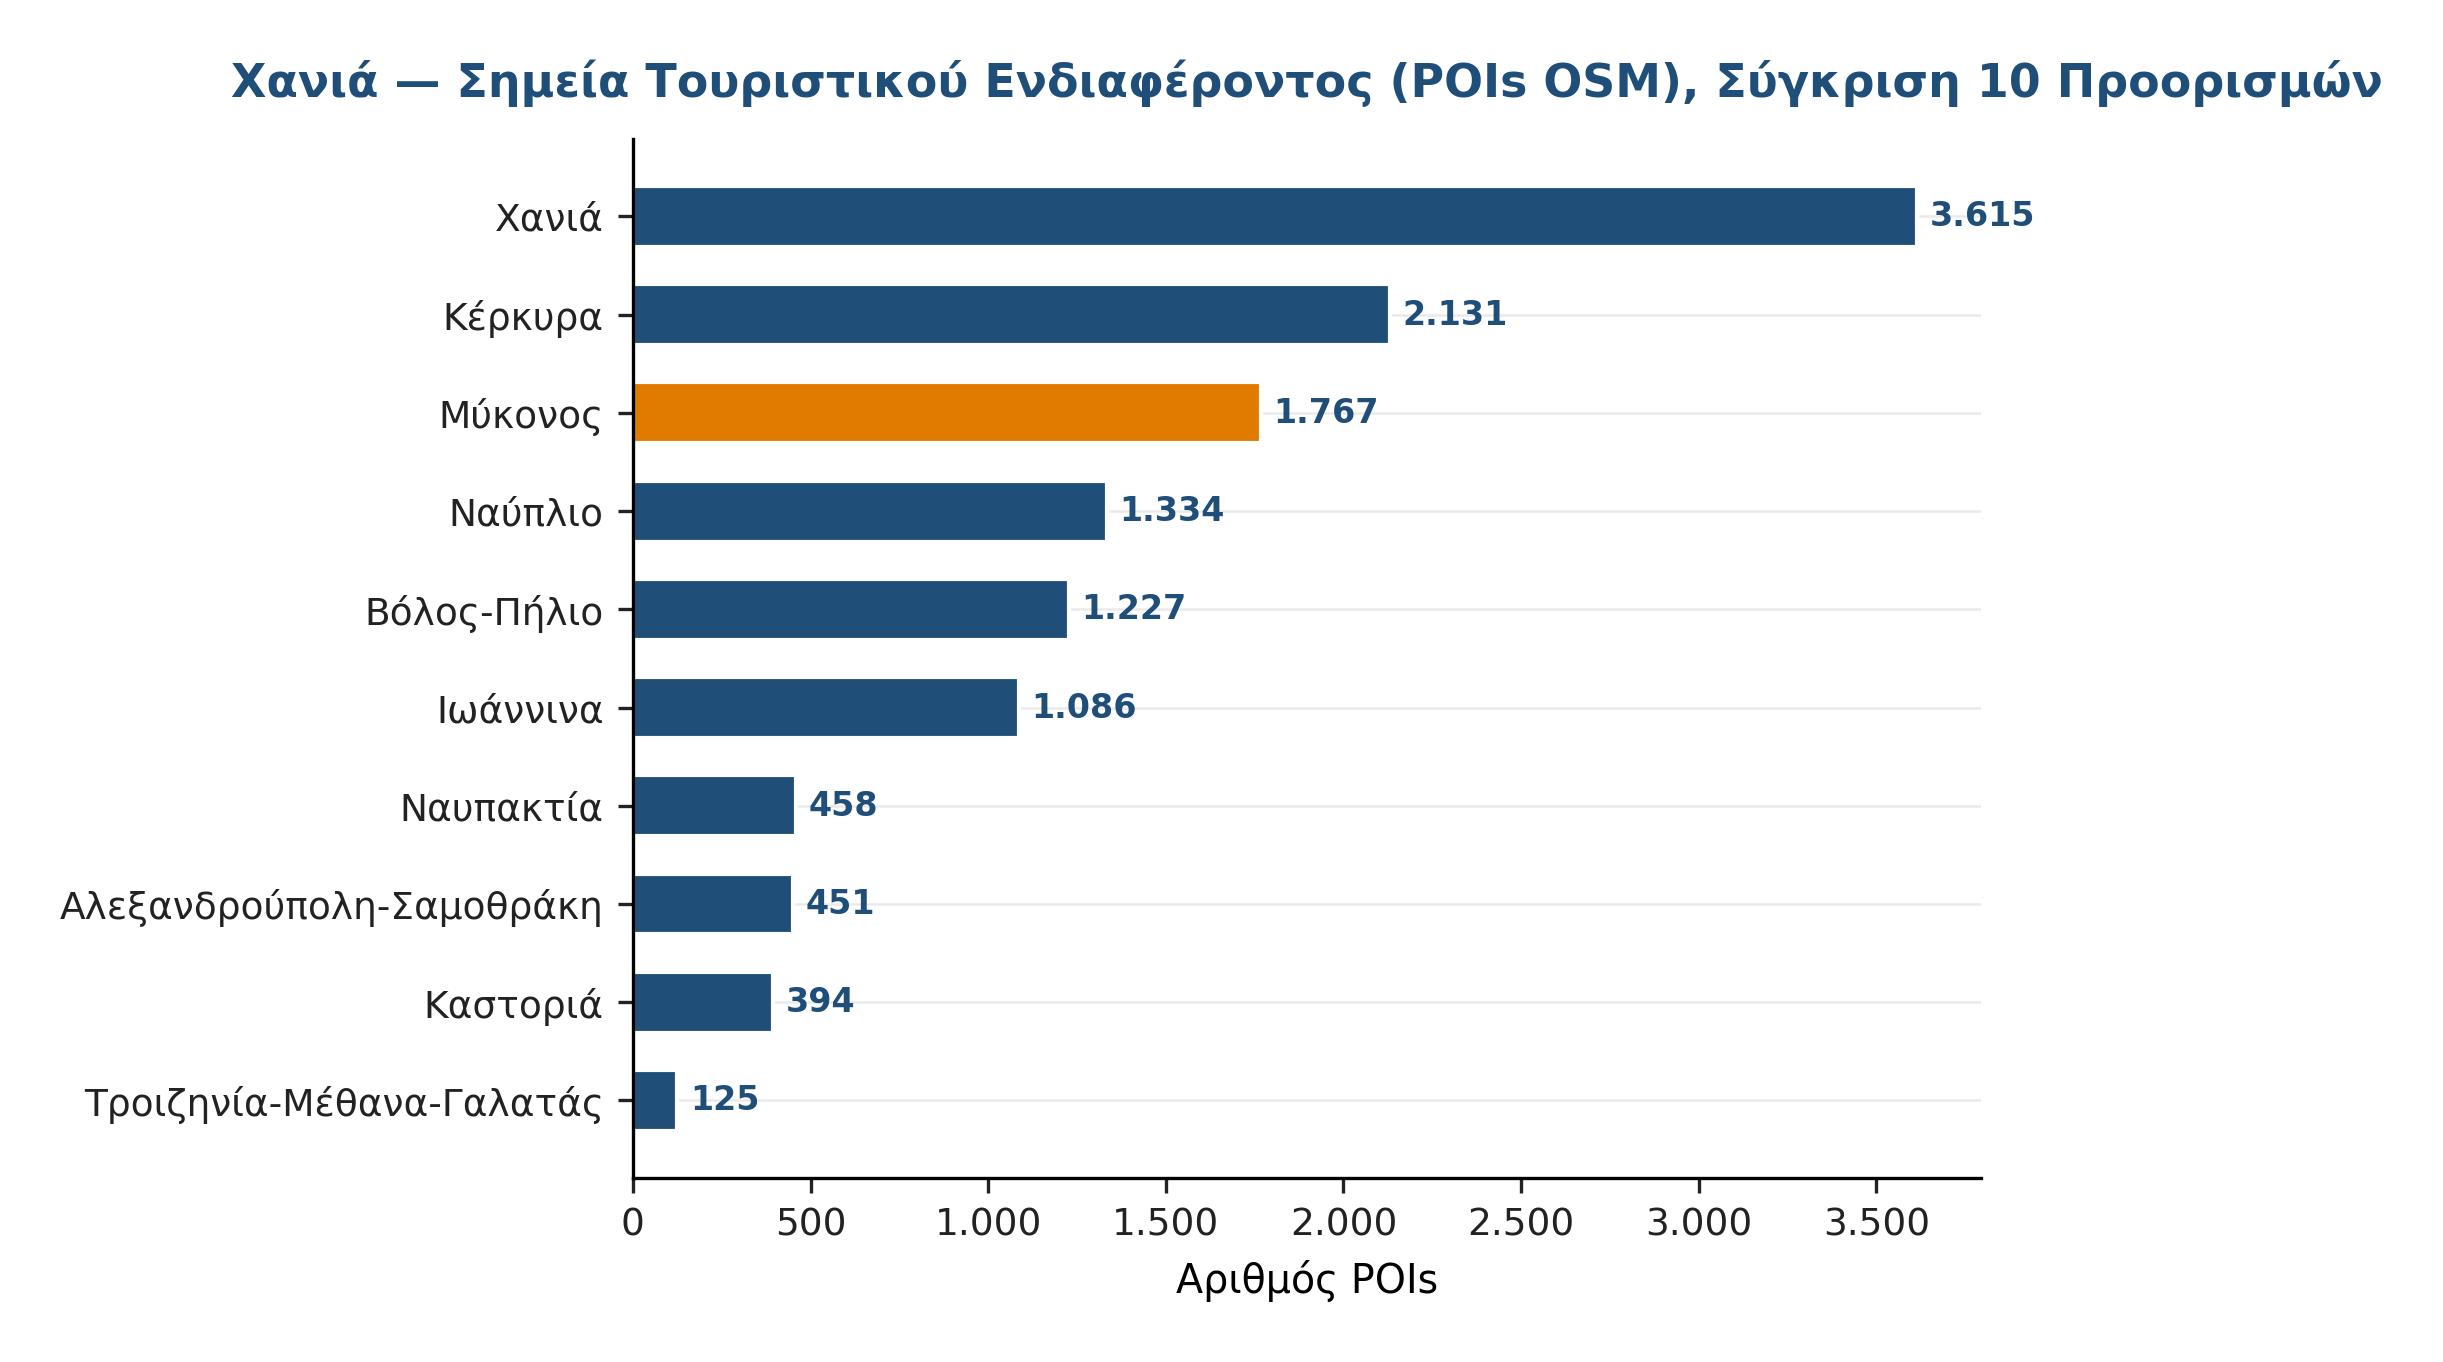 Χανιά — Σημεία Τουριστικού Ενδιαφέροντος (POIs OSM), Σύγκριση 10 Προορισμών
Χανιά 3.615
Κέρκυρα 2.131
Μύκονος 1.767
Ναύπλιο 1.334
Βόλος-Πήλιο 1.227
Ιωάννινα 1.086
Ναυπακτία 458
Αλεξανδρούπολη-Σαμοθράκη 451
Καστοριά 394
Τροιζηνία-Μέθανα-Γαλατάς 125
0 500 1.000 1.500 2.000 2.500 3.000 3.500
Αριθμός POIs